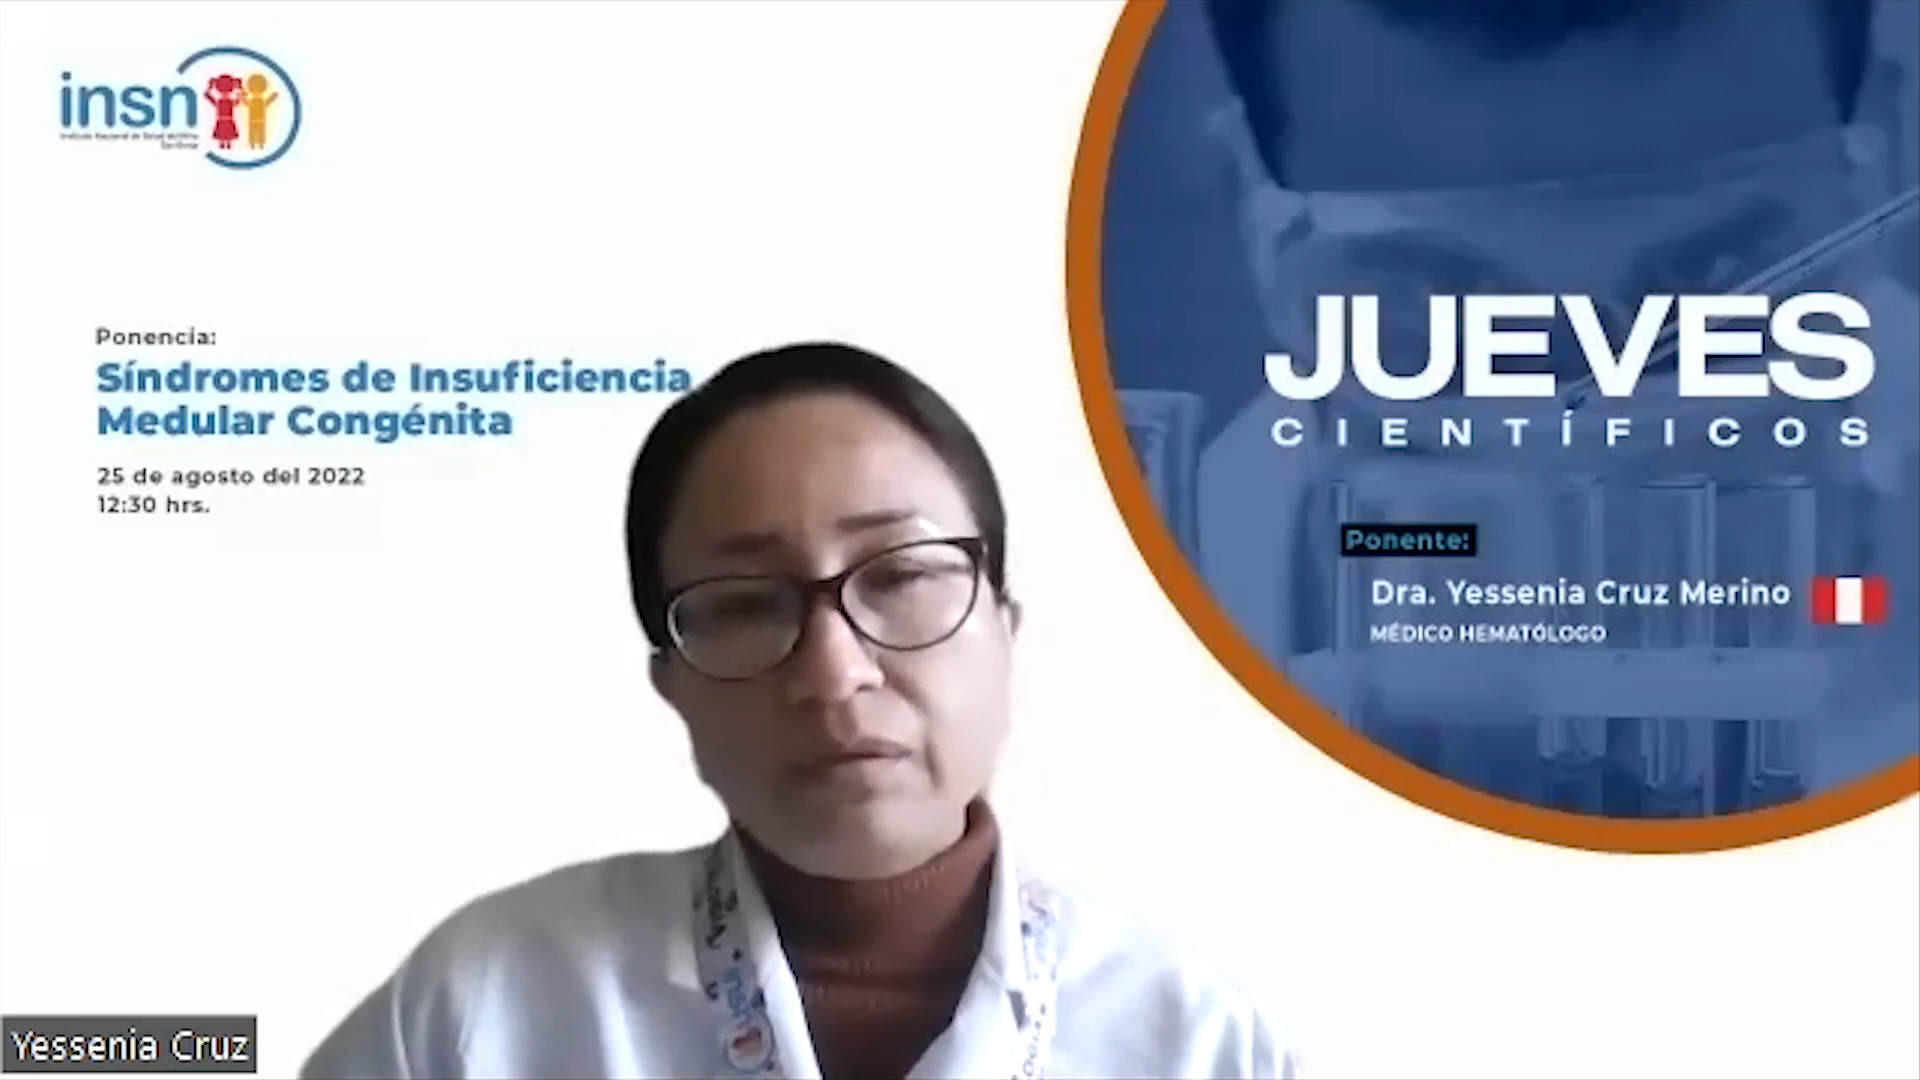 insn
Ponencia:
Síndromes de Insuficiencia
Medular Congénita
25 de agosto del 2022
12:30 hrs.
JUEVES
CIENTÍFICOS
Ponente:
Dra. Yessenia Cruz Merino
MÉDICO HEMATÓLOGO
insn
Yessenia Cruz